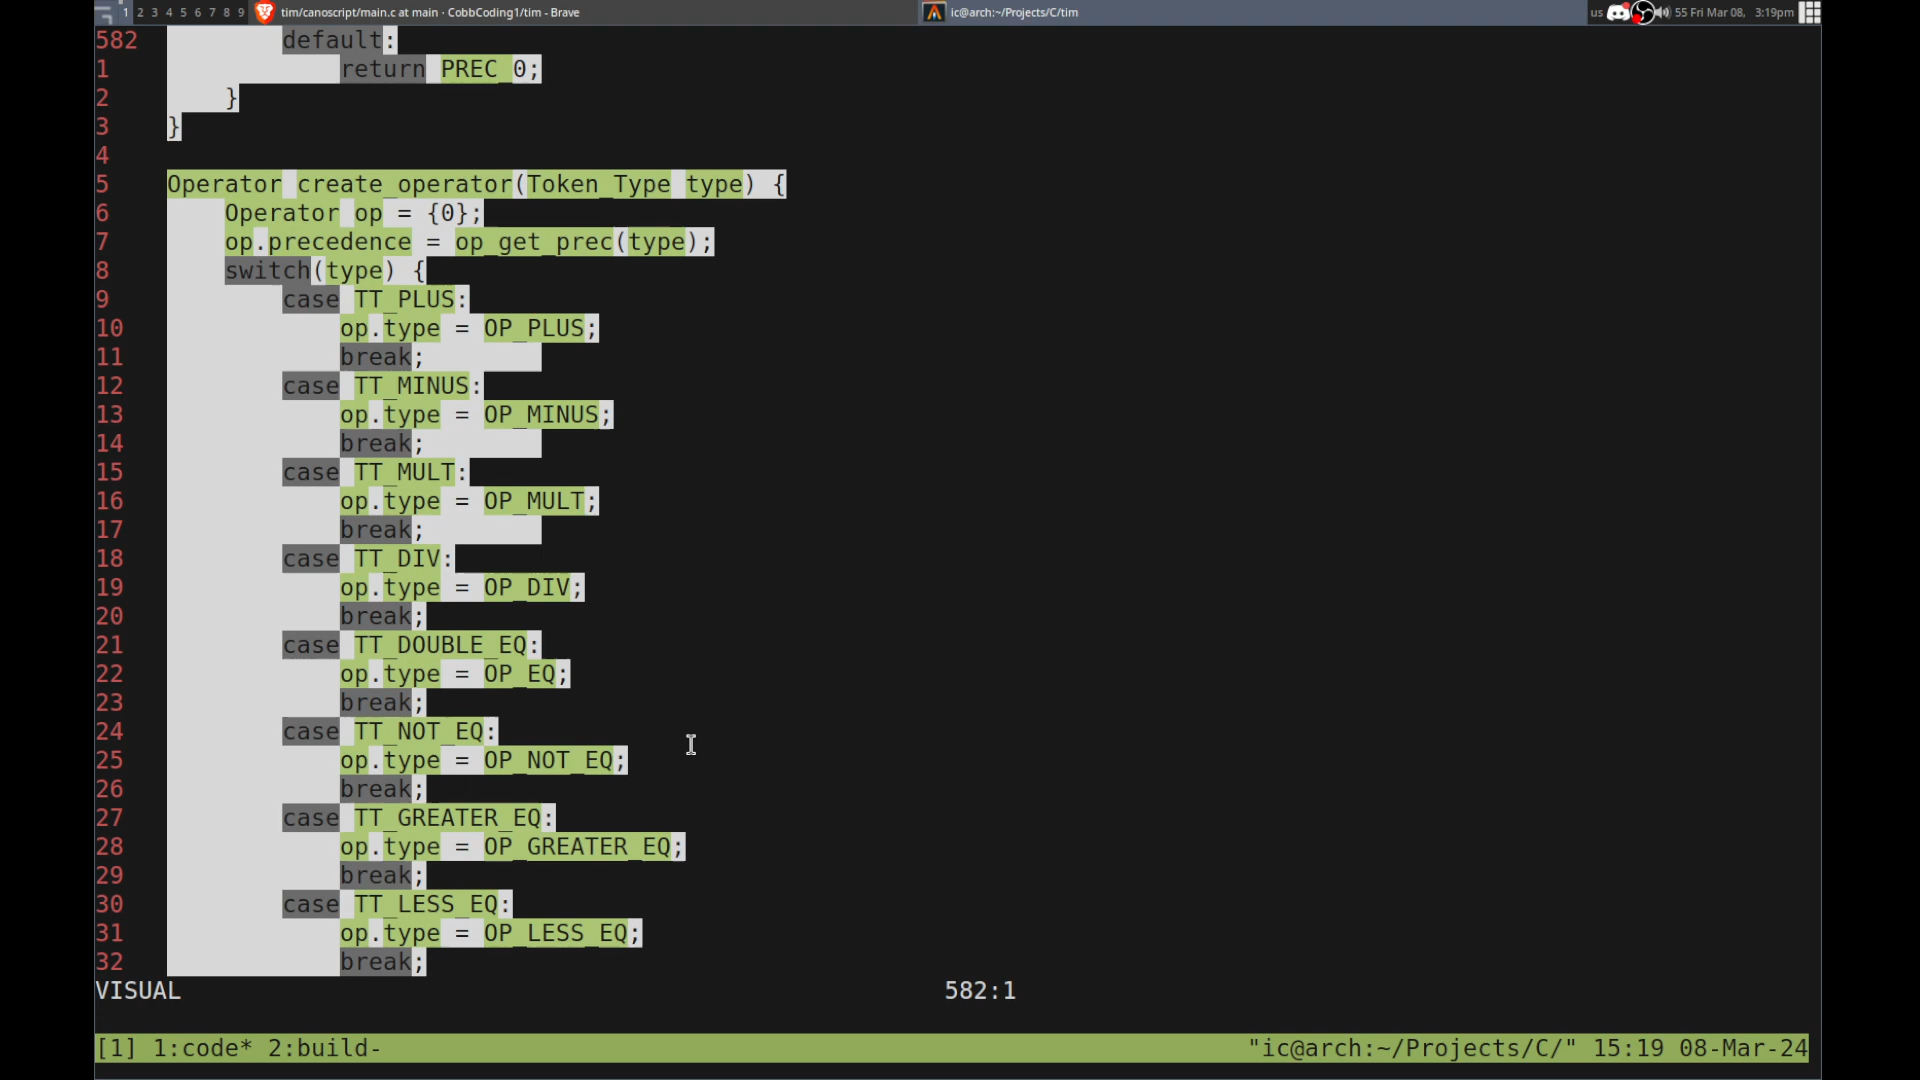 1 2 3 4 5 6 7 8 9 tim/canoscript/main.c at main · CobbCoding1/tim - Brave ic@arch:~/Projects/C/tim us 55 Fri Mar 08, 3:19pm
582 default:
1 return PREC_0;
2 }
3 }
4
5 Operator create_operator(Token_Type type) {
6 Operator op = {0};
7 op.precedence = op_get_prec(type);
8 switch(type) {
9 case TT_PLUS:
10 op.type = OP_PLUS;
11 break;
12 case TT_MINUS:
13 op.type = OP_MINUS;
14 break;
15 case TT_MULT:
16 op.type = OP_MULT;
17 break;
18 case TT_DIV:
19 op.type = OP_DIV;
20 break;
21 case TT_DOUBLE_EQ:
22 op.type = OP_EQ;
23 break;
24 case TT_NOT_EQ:
25 op.type = OP_NOT_EQ;
26 break;
27 case TT_GREATER_EQ:
28 op.type = OP_GREATER_EQ;
29 break;
30 case TT_LESS_EQ:
31 op.type = OP_LESS_EQ;
32 break;
VISUAL 582:1
[1] 1:code* 2:build- "ic@arch:~/Projects/C/" 15:19 08-Mar-24